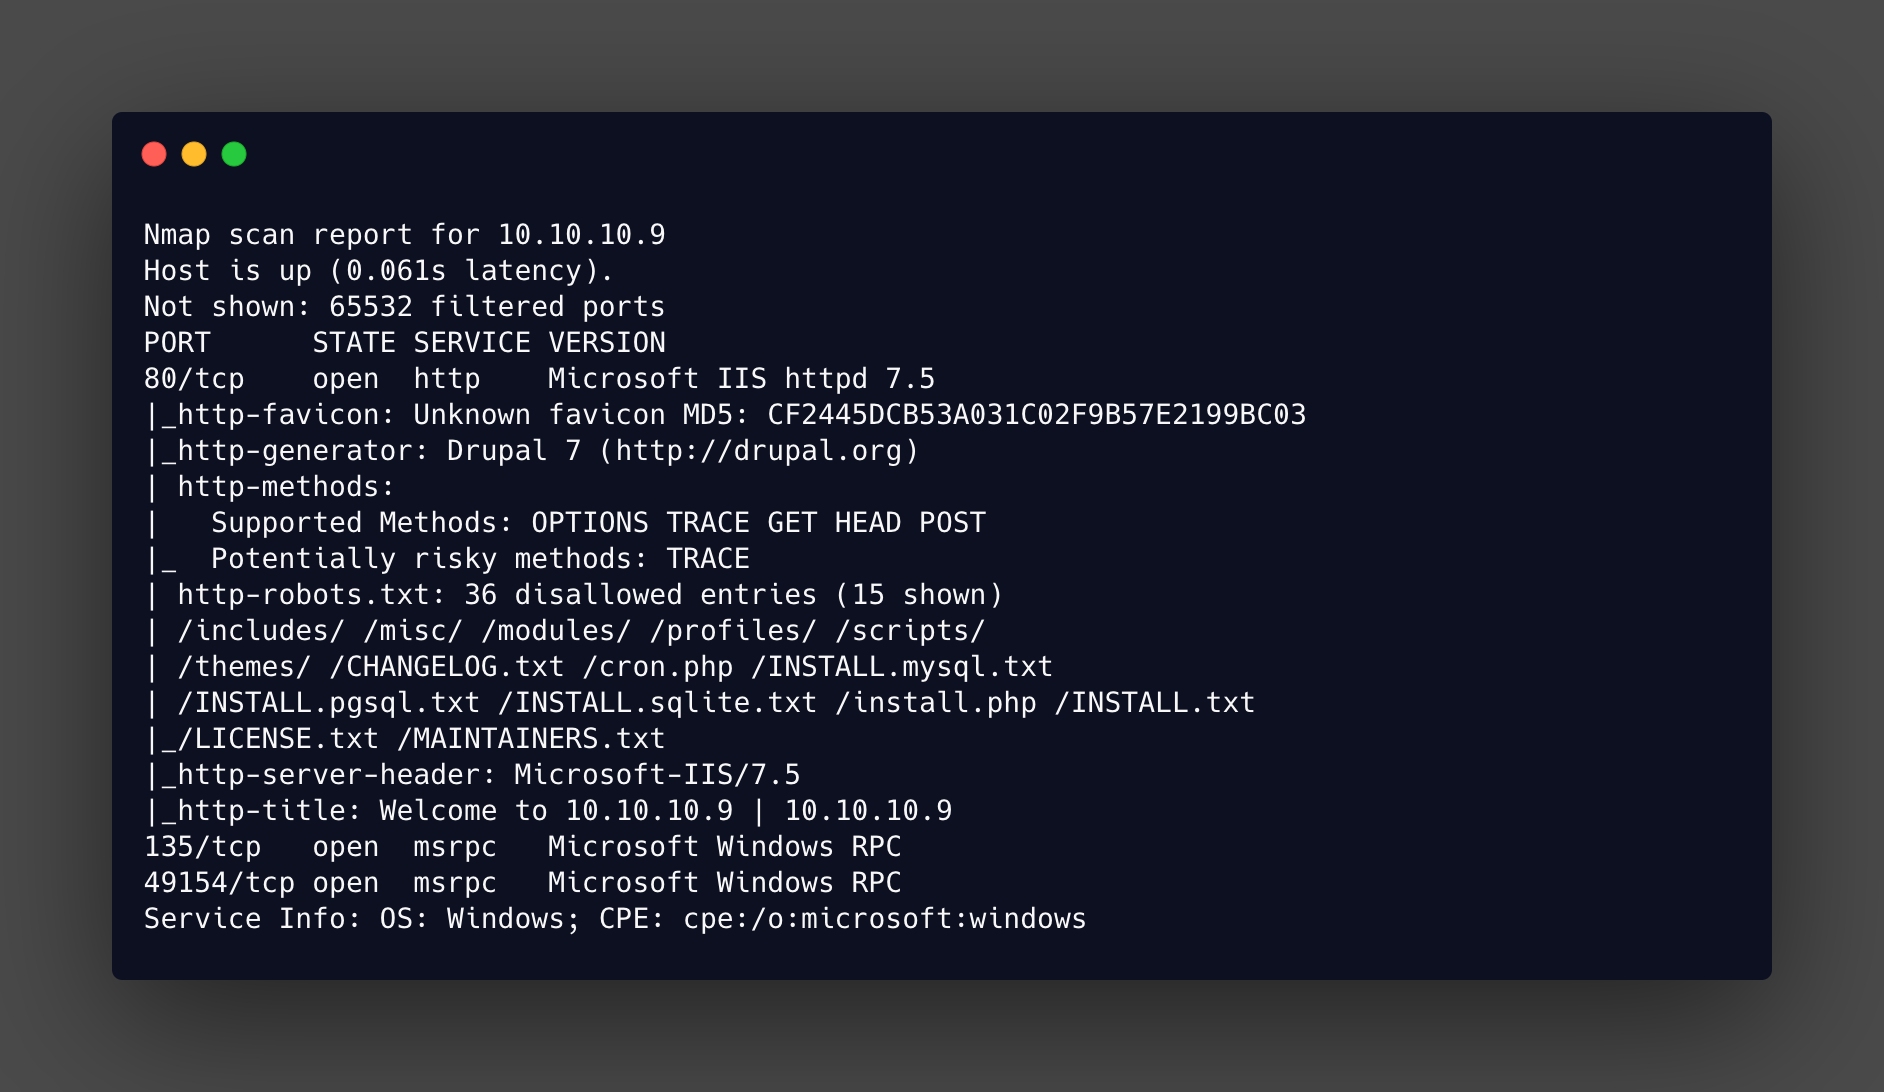 Nmap scan report for 10.10.10.9
Host is up (0.061s latency).
Not shown: 65532 filtered ports
PORT      STATE SERVICE VERSION
80/tcp    open  http    Microsoft IIS httpd 7.5
|_http-favicon: Unknown favicon MD5: CF2445DCB53A031C02F9B57E2199BC03
|_http-generator: Drupal 7 (http://drupal.org)
| http-methods:
|   Supported Methods: OPTIONS TRACE GET HEAD POST
|_  Potentially risky methods: TRACE
| http-robots.txt: 36 disallowed entries (15 shown)
| /includes/ /misc/ /modules/ /profiles/ /scripts/
| /themes/ /CHANGELOG.txt /cron.php /INSTALL.mysql.txt
| /INSTALL.pgsql.txt /INSTALL.sqlite.txt /install.php /INSTALL.txt
|_/LICENSE.txt /MAINTAINERS.txt
|_http-server-header: Microsoft-IIS/7.5
|_http-title: Welcome to 10.10.10.9 | 10.10.10.9
135/tcp   open  msrpc   Microsoft Windows RPC
49154/tcp open  msrpc   Microsoft Windows RPC
Service Info: OS: Windows; CPE: cpe:/o:microsoft:windows